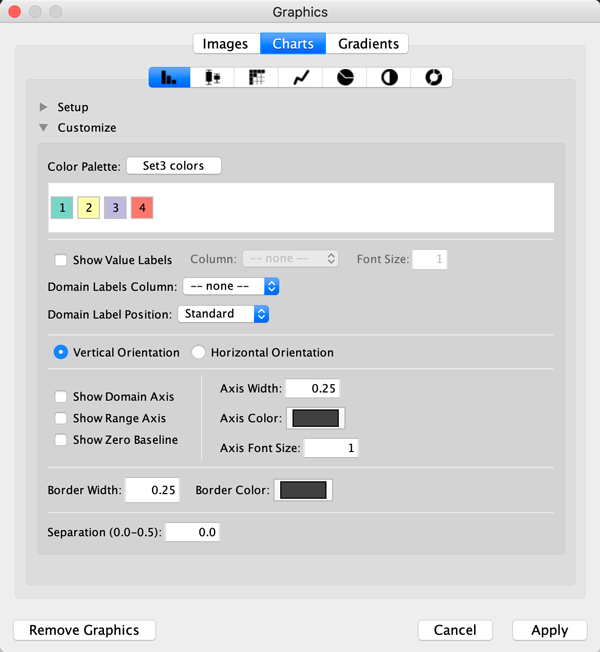 Graphics
Images Charts Gradients
Setup
Customize
Color Palette: Set3 colors
1 2 3 4
Show Value Labels Column: -- none -- Font Size: 1
Domain Labels Column: -- none --
Domain Label Position: Standard
Vertical Orientation Horizontal Orientation
Axis Width: 0.25
Show Domain Axis
Show Range Axis Axis Color:
Show Zero Baseline
Axis Font Size: 1
Border Width: 0.25 Border Color:
Separation (0.0-0.5): 0.0
Remove Graphics Cancel Apply